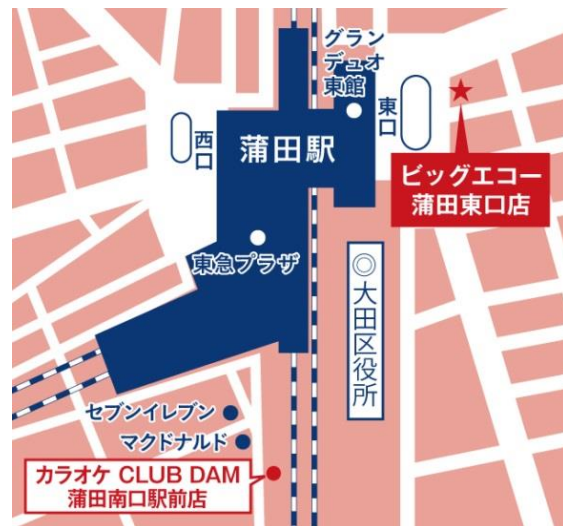 グラン
デュオ
東館
東口
西口
蒲田駅
ビッグエコー
蒲田東口店
東急プラザ
◎大田区役所
セブンイレブン
マクドナルド
カラオケ CLUB DAM
蒲田南口駅前店